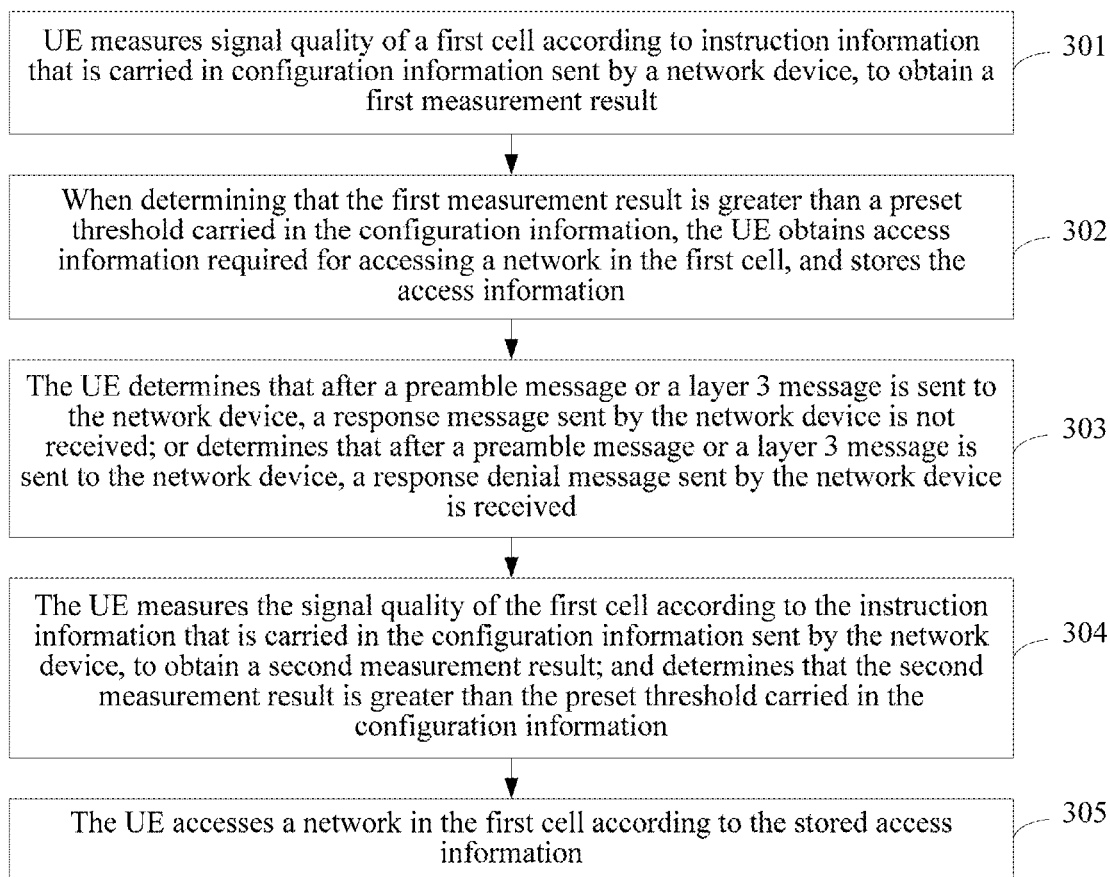 UE measures signal quality of a first cell according to instruction information
that is carried in configuration information sent by a network device, to obtain a
first measurement result
301
When determining that the first measurement result is greater than a preset
threshold carried in the configuration information, the UE obtains access
information required for accessing a network in the first cell, and stores the
access information
302
The UE determines that after a preamble message or a layer 3 message is sent to
the network device, a response message sent by the network device is not
received; or determines that after a preamble message or a layer 3 message is
sent to the network device, a response denial message sent by the network device
is received
303
The UE measures the signal quality of the first cell according to the instruction
information that is carried in the configuration information sent by the network
device, to obtain a second measurement result; and determines that the second
measurement result is greater than the preset threshold carried in the
configuration information
304
The UE accesses a network in the first cell according to the stored access
information
305